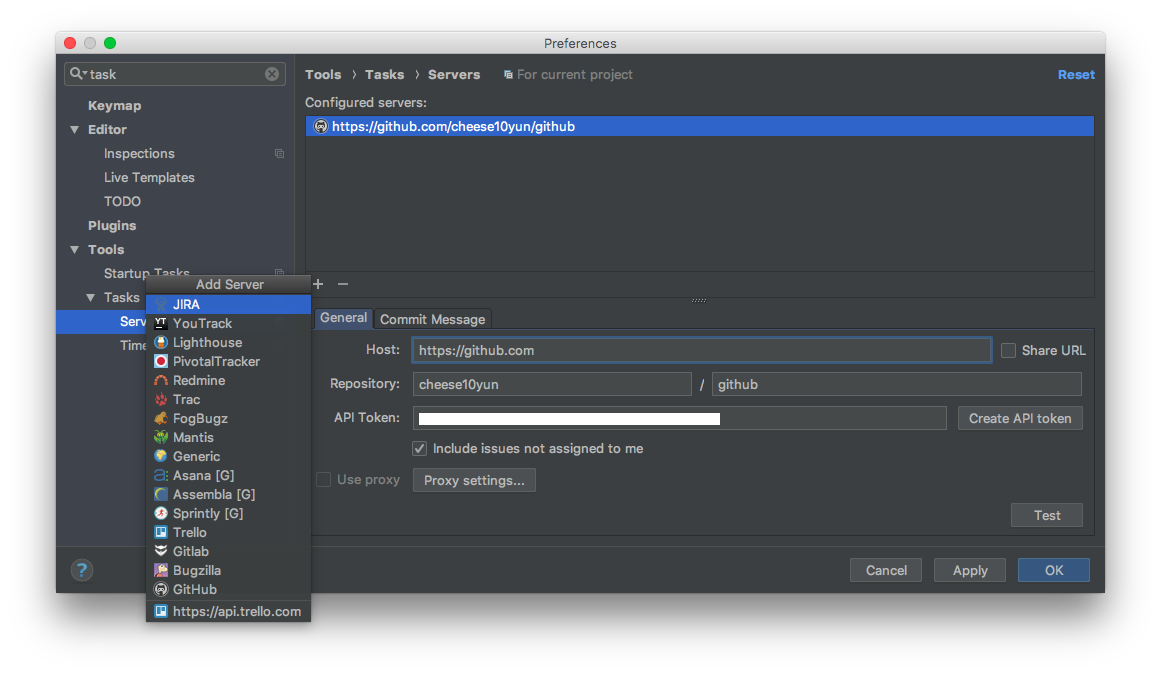 Preferences
task
Keymap
Editor
Inspections
Live Templates
TODO
Plugins
Tools
Startup Tasks
Tasks
Serv
Time
Tools › Tasks › Servers For current project Reset
Configured servers:
https://github.com/cheese10yun/github
Add Server
JIRA
YT YouTrack
Lighthouse
PivotalTracker
Redmine
Trac
FogBugz
Mantis
Generic
Asana [G]
Assembla [G]
Sprintly [G]
Trello
Gitlab
Bugzilla
GitHub
https://api.trello.com
General Commit Message
Host: https://github.com Share URL
Repository: cheese10yun / github
API Token: Create API token
Include issues not assigned to me
Use proxy Proxy settings...
Test
? Cancel Apply OK